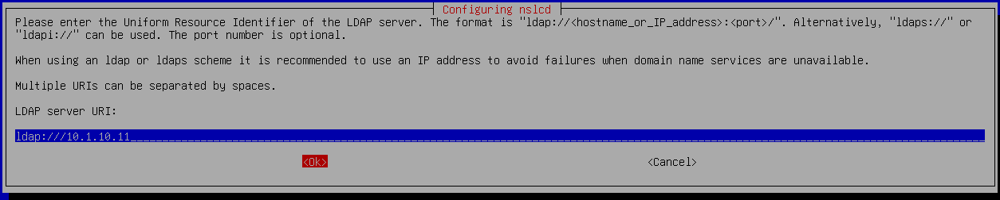 Configuring nslcd
Please enter the Uniform Resource Identifier of the LDAP server. The format is "ldap://<hostname_or_IP_address>:<port>/". Alternatively, "ldaps://" or
"ldapi://" can be used. The port number is optional.
When using an ldap or ldaps scheme it is recommended to use an IP address to avoid failures when domain name services are unavailable.
Multiple URIs can be separated by spaces.
LDAP server URI:
ldap:///10.1.10.11
<Ok> <Cancel>